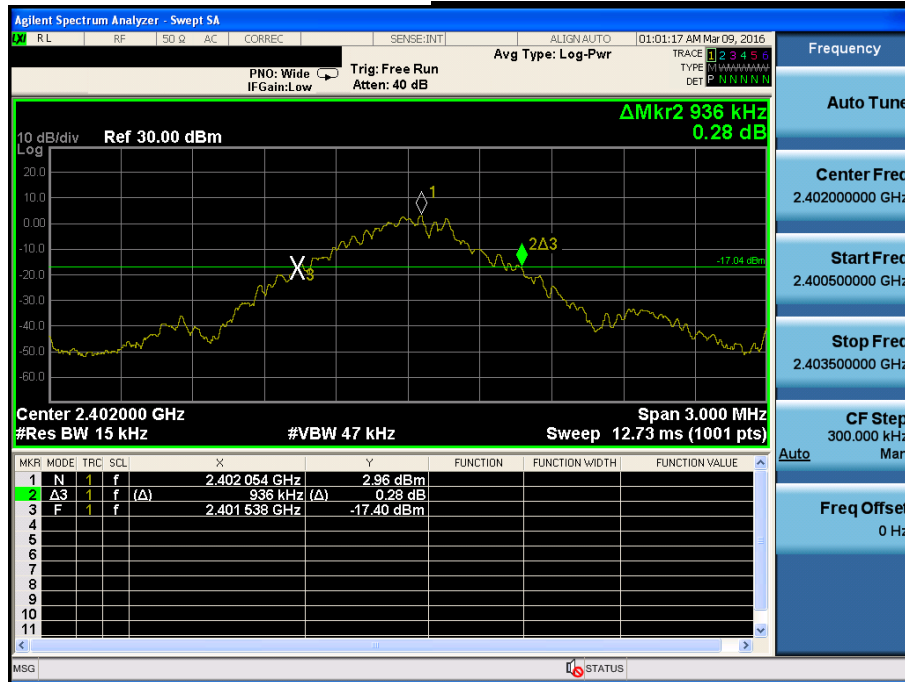 Agilent Spectrum Analyzer - Swept SA
LXI RL RF 50 Ω AC CORREC SENSE:INT ALIGN AUTO 01:01:17 AM Mar 09, 2016
Frequency
Avg Type: Log-Pwr
TRACE 1 2 3 4 5 6
PNO: Wide Trig: Free Run
TYPE M W W W W W
IFGain:Low Atten: 40 dB
DET P N N N N N
Auto Tune
ΔMkr2 936 kHz
0.28 dB
10 dB/div Ref 30.00 dBm
Log
20.0
10.0
0.00
-10.0
-20.0
-30.0
-40.0
-50.0
-60.0
1
2Δ3
3
-17.04 dBm
Center Freq
2.402000000 GHz
Start Freq
2.400500000 GHz
Stop Freq
2.403500000 GHz
Center 2.402000 GHz Span 3.000 MHz
#Res BW 15 kHz #VBW 47 kHz Sweep 12.73 ms (1001 pts)
CF Step
300.000 kHz
Auto Man
MKR MODE TRC SCL X Y FUNCTION FUNCTION WIDTH FUNCTION VALUE
1 N 1 f 2.402 054 GHz 2.96 dBm
2 Δ3 1 f (Δ) 936 kHz (Δ) 0.28 dB
3 F 1 f 2.401 538 GHz -17.40 dBm
4
5
6
7
8
9
10
11
Freq Offset
0 Hz
MSG STATUS